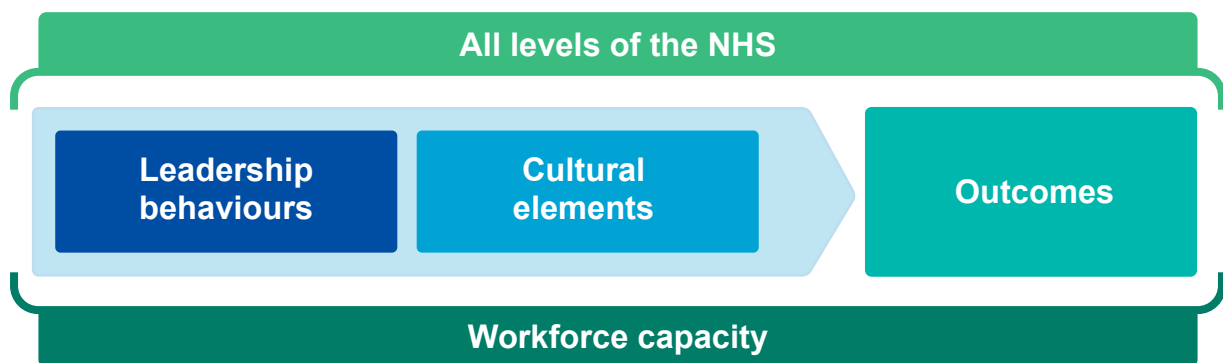 All levels of the NHS
Leadership
behaviours
Cultural
elements
Outcomes
Workforce capacity